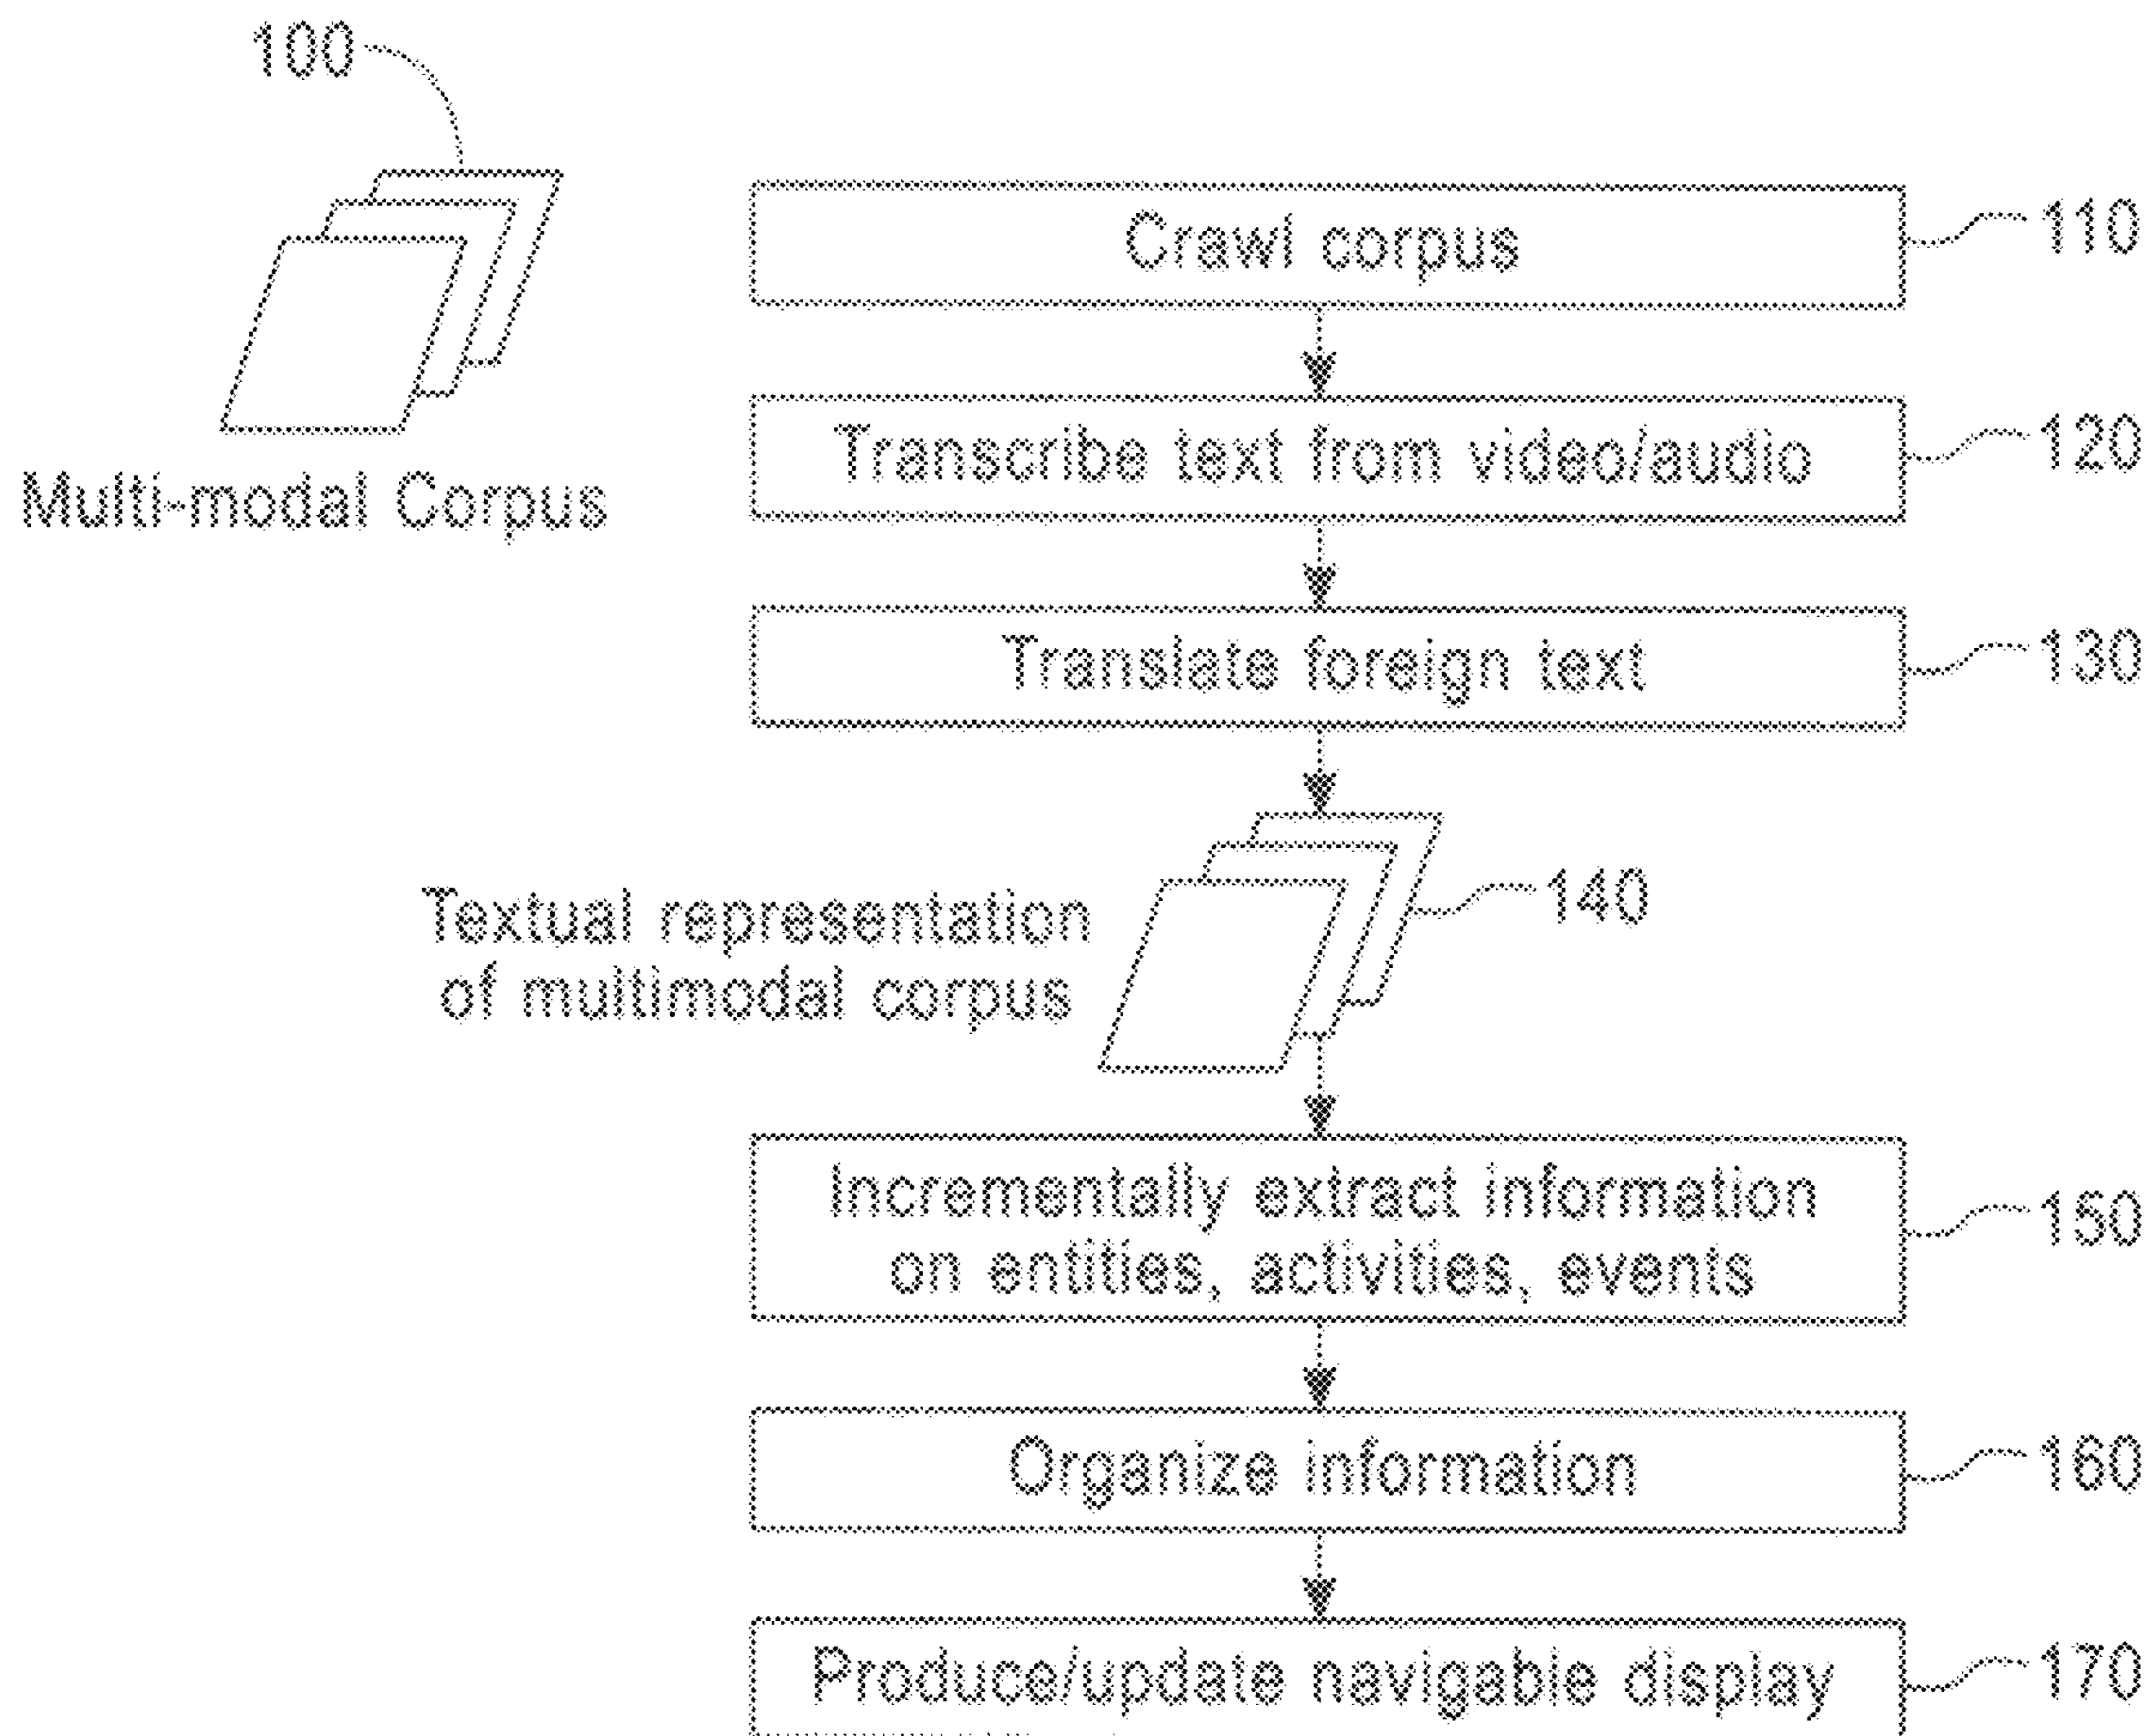 100
Multi-modal Corpus
Crawl corpus
110
Transcribe text from video/audio
120
Translate foreign text
130
Textual representation
of multimodal corpus
140
Incrementally extract information
on entities, activities, events
150
Organize information
160
Produce/update navigable display
170